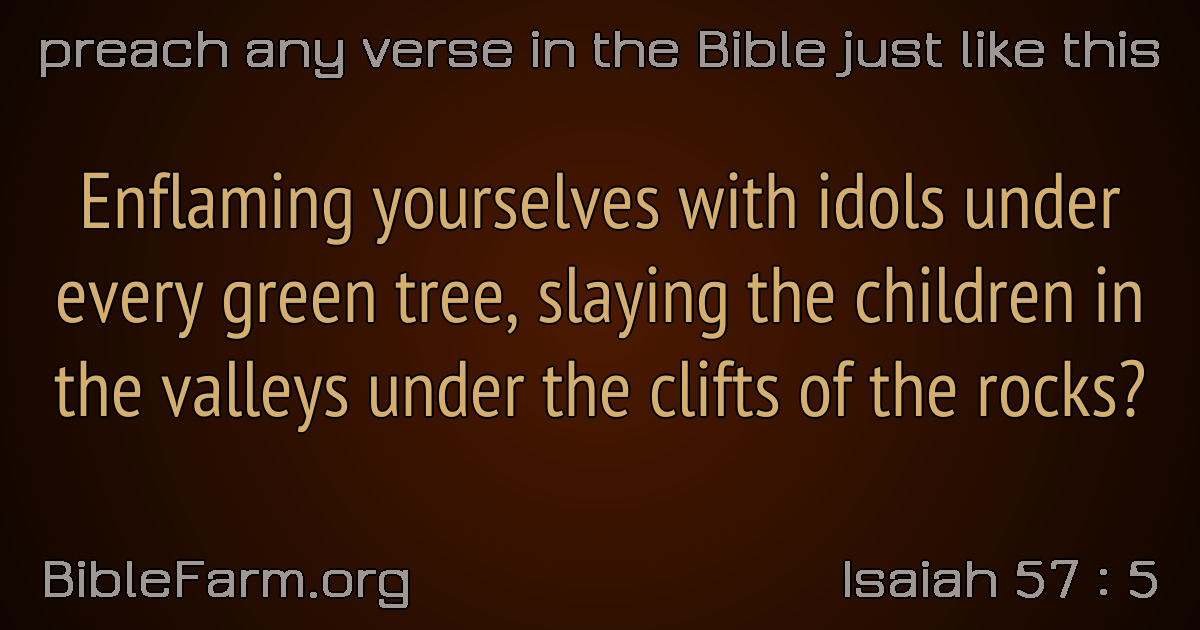 preach any verse in the Bible just like this
Enflaming yourselves with idols under
every green tree, slaying the children in
the valleys under the clifts of the rocks?
BibleFarm.org
Isaiah 57 : 5